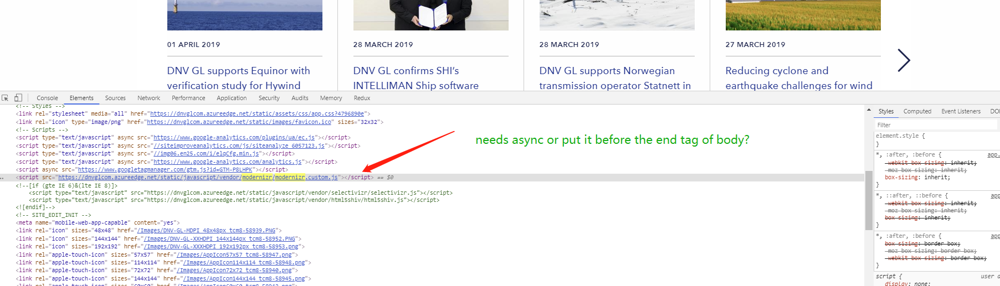 01 APRIL 2019
28 MARCH 2019
28 MARCH 2019
27 MARCH 2019
DNV GL supports Equinor with
verification study for Hywind
DNV GL confirms SHI's
INTELLIMAN Ship software
DNV GL supports Norwegian
transmission operator Statnett in
Reducing cyclone and
earthquake challenges for wind
Console Elements Sources Network Performance Application Security Audits Memory Redux
<!-- Styles -->
<link rel="stylesheet" media="all" href="https://dnvglcom.azureedge.net/static/assets/css/app.css?4796890e">
<link rel="icon" type="image/png" href="https://dnvglcom.azureedge.net/static/images/favicon.ico" sizes="32x32">
<!-- Scripts -->
<script type="text/javascript" async src="https://www.google-analytics.com/plugins/ua/ec.js"></script>
<script type="text/javascript" async src="//siteimproveanalytics.com/js/siteanalyze_6057123.js"></script>
<script type="text/javascript" async src="//img06.en25.com/i/elqCfg.min.js"></script>
<script type="text/javascript" async src="https://www.google-analytics.com/analytics.js"></script>
<script async src="https://www.googletagmanager.com/gtm.js?id=GTM-P8LHPK"></script>
<script src="https://dnvglcom.azureedge.net/static/javascript/vendor/modernizr/modernizr.custom.js"></script> == $0
<!--[if (gte IE 6)&(lte IE 8)]>
<script type="text/javascript" src="https://dnvglcom.azureedge.net/static/javascript/vendor/selectivizr/selectivizr.js"></script>
<script type="text/javascript" src="https://dnvglcom.azureedge.net/static/javascript/vendor/html5shiv/html5shiv.js"></script>
<![endif]-->
<!-- SITE_EDIT_INIT -->
<meta name="mobile-web-app-capable" content="yes">
<link rel="icon" sizes="48x48" href="/Images/DNV-GL-MDPI_48x48px_tcm8-58939.PNG">
<link rel="icon" sizes="144x144" href="/Images/DNV-GL-XXHDPI_144x144px_tcm8-58952.PNG">
<link rel="icon" sizes="192x192" href="/Images/DNV-GL-XXXHDPI_192x192px_tcm8-58953.png">
<link rel="apple-touch-icon" sizes="57x57" href="/Images/AppIcon57x57_tcm8-58947.png">
<link rel="apple-touch-icon" sizes="114x114" href="/Images/AppIcon114x114_tcm8-58948.png">
<link rel="apple-touch-icon" sizes="72x72" href="/Images/AppIcon72x72_tcm8-58940.png">
<link rel="apple-touch-icon" sizes="144x144" href="/Images/AppIcon144x144_tcm8-58945.png">
needs async or put it before the end tag of body?
Styles Computed Event Listeners DO
Filter
element.style {
}
*, :after, :before { app.
-webkit-box-sizing: inherit;
-moz-box-sizing: inherit;
box-sizing: inherit;
}
*, ::after, ::before { app
-webkit-box-sizing: inherit;
-moz-box-sizing: inherit;
box-sizing: inherit;
}
*, :after, :before { app
box-sizing: border-box;
-moz-box-sizing: border-box;
-webkit-box-sizing: border-box;
}
script { user a
display: none;